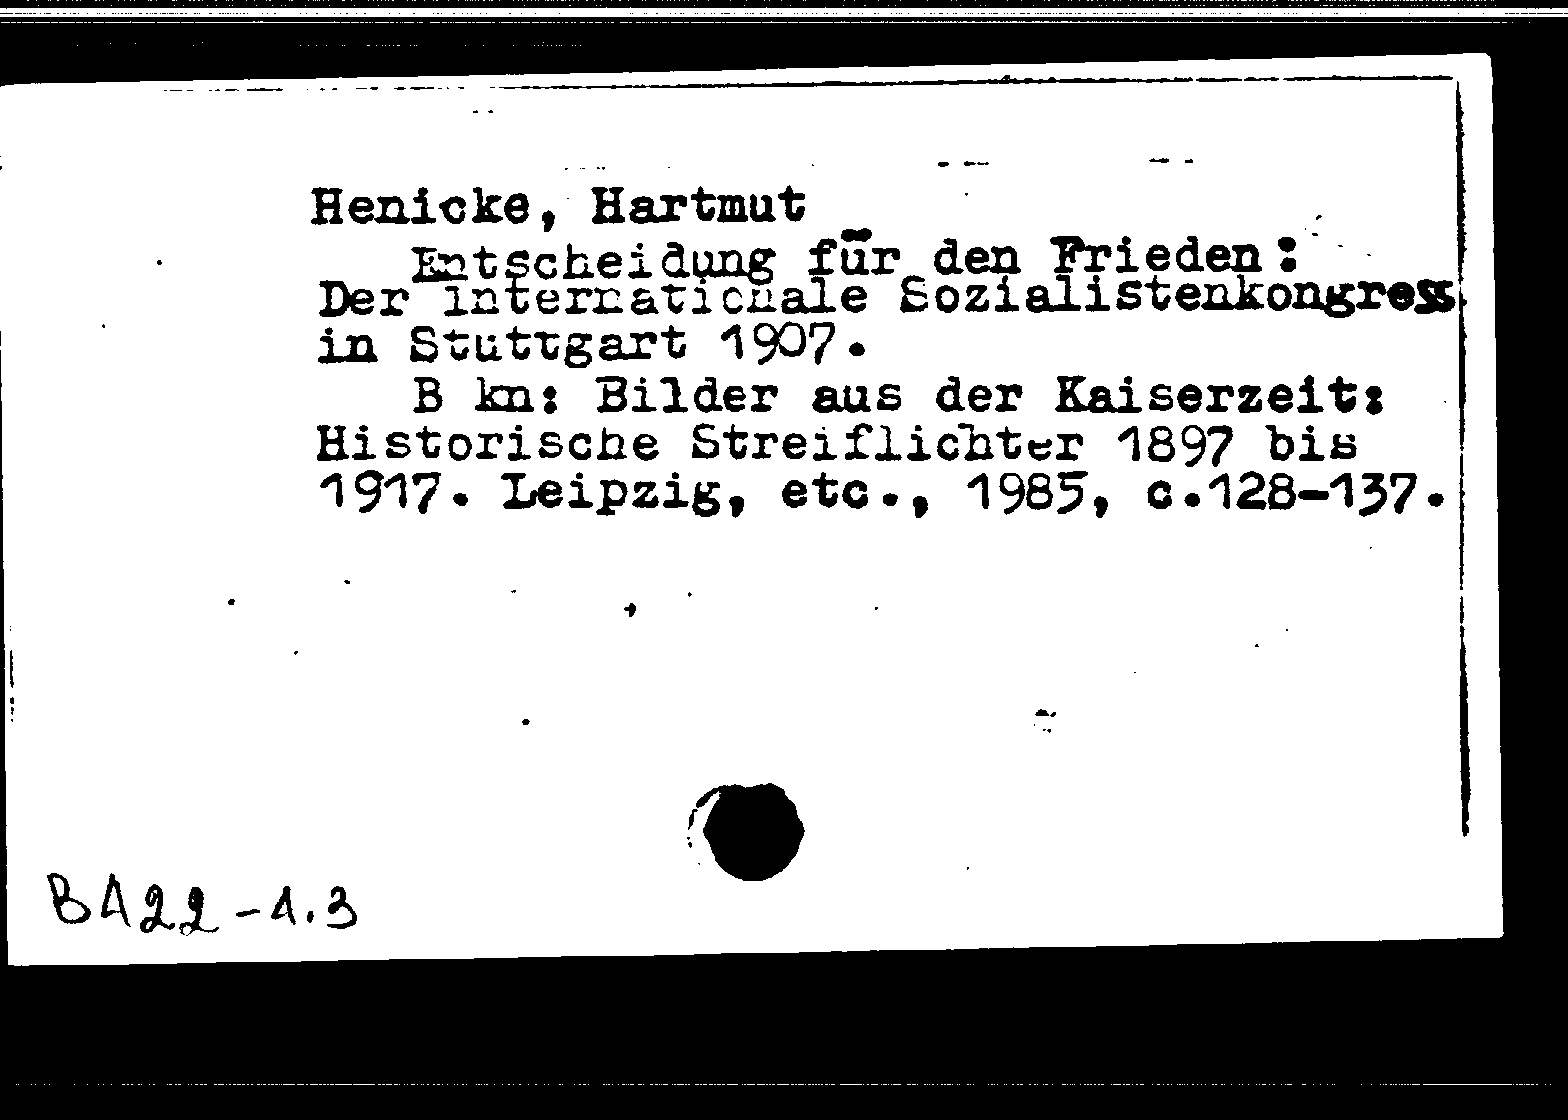 Henicke, Hartmut
Entscheidung für den Frieden:
Der internationale Sozialistenkongress
in Stuttgart 1907.
В кn: Bilder aus der Kaiserzeit:
Historische Streiflichter 1897 bis
1917. Leipzig, etc., 1985, с.128-137.
BA22-1.3